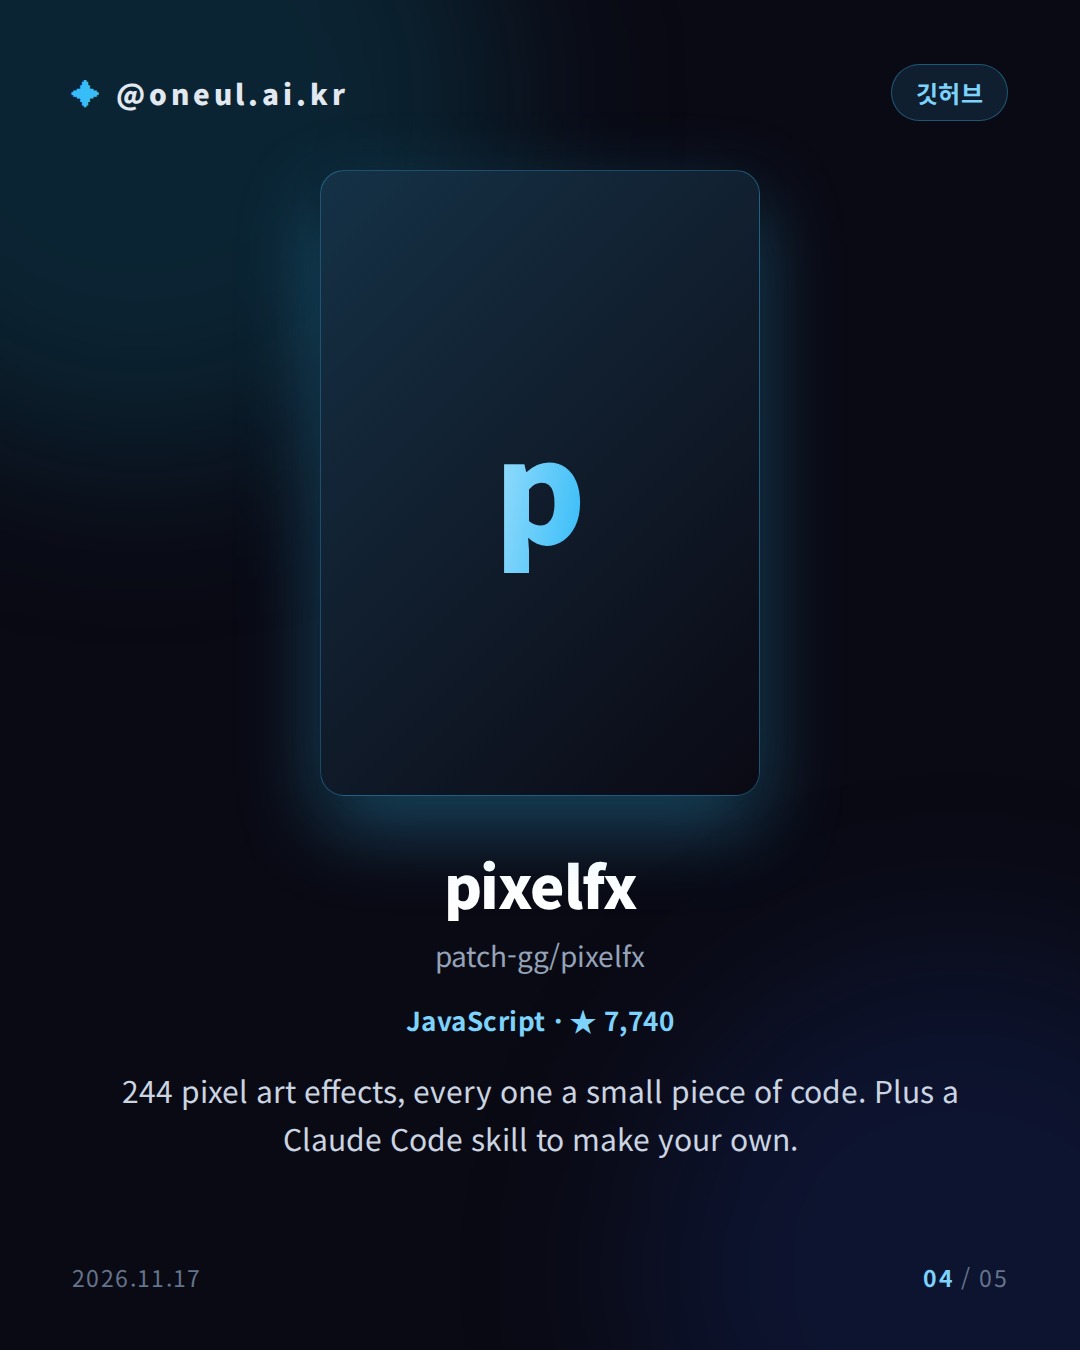 @oneul.ai.kr
깃허브
p
pixelfx
patch-gg/pixelfx
JavaScript · ★ 7,740
244 pixel art effects, every one a small piece of code. Plus a
Claude Code skill to make your own.
2026.11.17
04 / 05